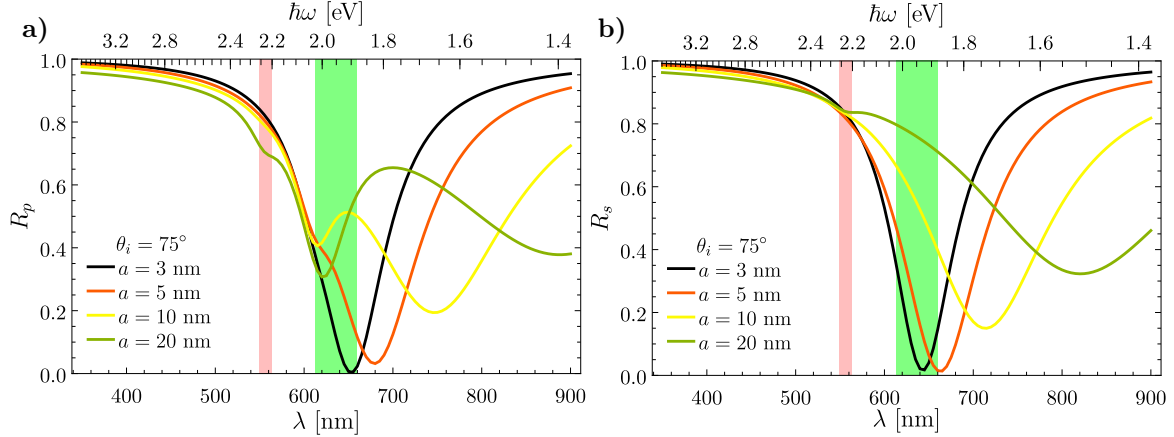 a)
ħω [eV]
3.2 2.8 2.4 2.2 2.0 1.8 1.6 1.4
1.0
0.8
0.6
0.4
0.2
0.0
R_p
θ_i = 75°
a = 3 nm
a = 5 nm
a = 10 nm
a = 20 nm
400 500 600 700 800 900
λ [nm]
b)
ħω [eV]
3.2 2.8 2.4 2.2 2.0 1.8 1.6 1.4
1.0
0.8
0.6
0.4
0.2
0.0
R_s
θ_i = 75°
a = 3 nm
a = 5 nm
a = 10 nm
a = 20 nm
400 500 600 700 800 900
λ [nm]